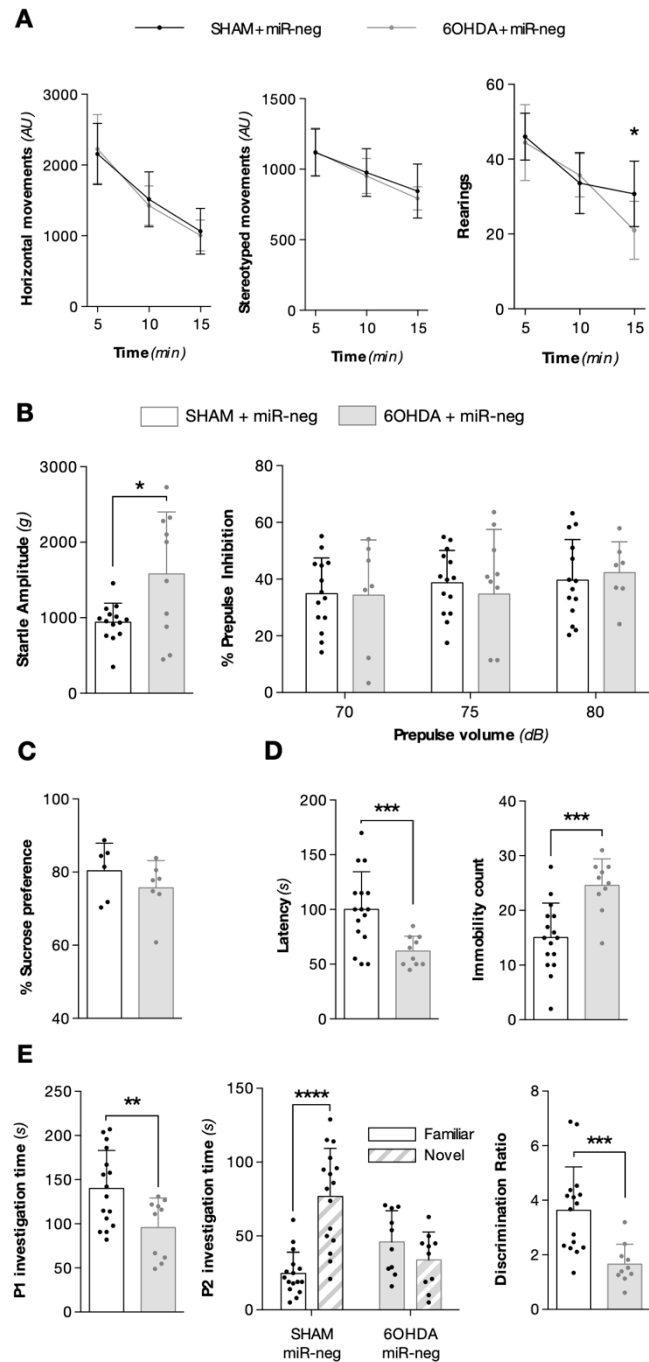 A
SHAM+miR-neg
6OHDA+miR-neg
Horizontal movements (AU)
3000
2000
1000
0
5 10 15
Time (min)
Stereotyped movements (AU)
1500
1000
500
0
5 10 15
Time (min)
Rearings
60
40
20
0
*
5 10 15
Time (min)
B
SHAM + miR-neg
6OHDA + miR-neg
Startle Amplitude (g)
3000
2000
1000
0
*
% Prepulse Inhibition
80
60
40
20
0
70 75 80
Prepulse volume (dB)
C
% Sucrose preference
100
80
60
40
D
Latency (s)
200
150
100
50
0
***
Immobility count
40
30
20
10
0
***
E
P1 investigation time (s)
250
200
150
100
50
0
**
P2 investigation time (s)
150
100
50
0
****
Familiar
Novel
SHAM
miR-neg
6OHDA
miR-neg
Discrimination Ratio
8
6
4
2
0
***